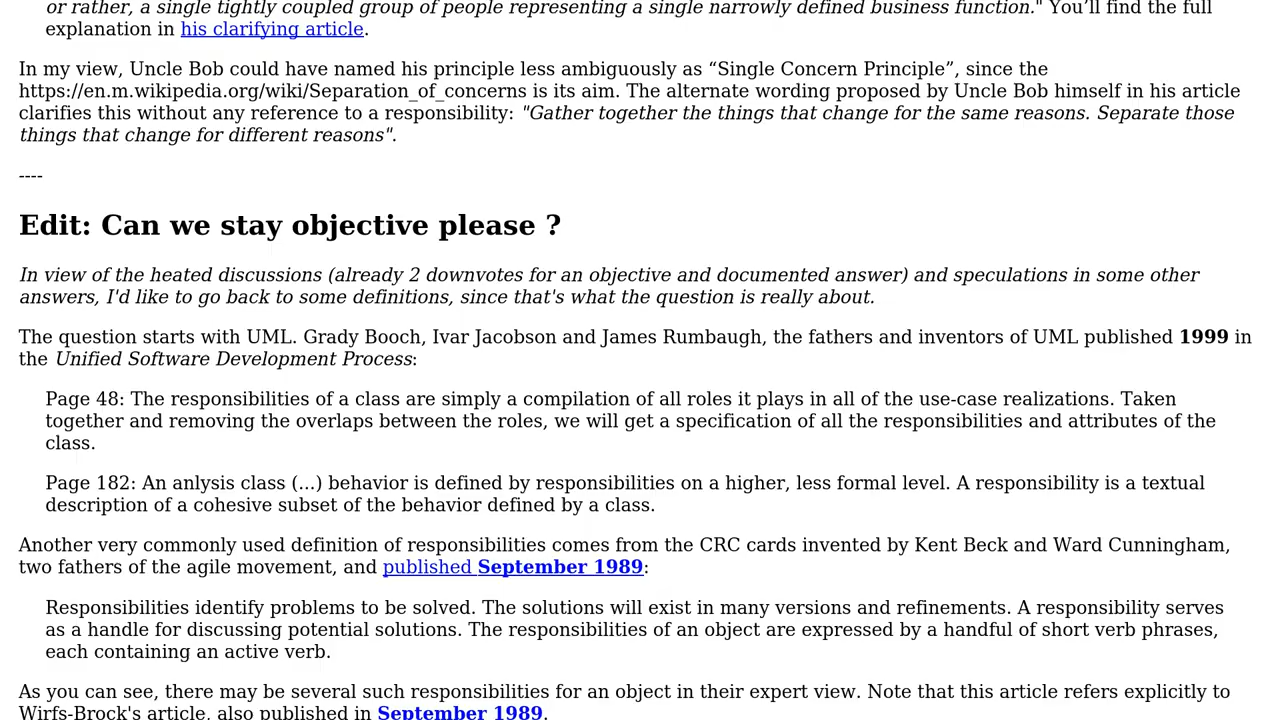 or rather, a single tightly coupled group of people representing a single narrowly defined business function." You’ll find the full
explanation in his clarifying article.
In my view, Uncle Bob could have named his principle less ambiguously as “Single Concern Principle”, since the
https://en.m.wikipedia.org/wiki/Separation_of_concerns is its aim. The alternate wording proposed by Uncle Bob himself in his article
clarifies this without any reference to a responsibility: "Gather together the things that change for the same reasons. Separate those
things that change for different reasons".
----
Edit: Can we stay objective please ?
In view of the heated discussions (already 2 downvotes for an objective and documented answer) and speculations in some other
answers, I'd like to go back to some definitions, since that's what the question is really about.
The question starts with UML. Grady Booch, Ivar Jacobson and James Rumbaugh, the fathers and inventors of UML published 1999 in
the Unified Software Development Process:
Page 48: The responsibilities of a class are simply a compilation of all roles it plays in all of the use-case realizations. Taken
together and removing the overlaps between the roles, we will get a specification of all the responsibilities and attributes of the
class.
Page 182: An anlysis class (...) behavior is defined by responsibilities on a higher, less formal level. A responsibility is a textual
description of a cohesive subset of the behavior defined by a class.
Another very commonly used definition of responsibilities comes from the CRC cards invented by Kent Beck and Ward Cunningham,
two fathers of the agile movement, and published September 1989:
Responsibilities identify problems to be solved. The solutions will exist in many versions and refinements. A responsibility serves
as a handle for discussing potential solutions. The responsibilities of an object are expressed by a handful of short verb phrases,
each containing an active verb.
As you can see, there may be several such responsibilities for an object in their expert view. Note that this article refers explicitly to
Wirfs-Brock's article, also published in September 1989.